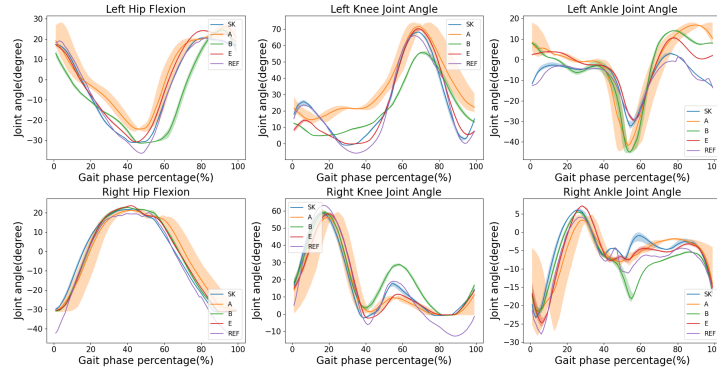 Left Hip Flexion
Joint angle(degree)
20
10
0
−10
−20
−30
0 20 40 60 80 100
Gait phase percentage(%)
SK
A
B
E
REF
Left Knee Joint Angle
Joint angle(degree)
70
60
50
40
30
20
10
0
0 20 40 60 80 100
Gait phase percentage(%)
SK
A
B
E
REF
Left Ankle Joint Angle
Joint angle(degree)
20
10
0
−10
−20
−30
−40
0 20 40 60 80 100
Gait phase percentage(%)
SK
A
B
E
REF
Right Hip Flexion
Joint angle(degree)
20
10
0
−10
−20
−30
−40
0 20 40 60 80 100
Gait phase percentage(%)
SK
A
B
E
REF
Right Knee Joint Angle
Joint angle(degree)
60
50
40
30
20
10
0
−10
0 20 40 60 80 100
Gait phase percentage(%)
SK
A
B
E
REF
Right Ankle Joint Angle
Joint angle(degree)
5
0
−5
−10
−15
−20
−25
−30
0 20 40 60 80 100
Gait phase percentage(%)
SK
A
B
E
REF